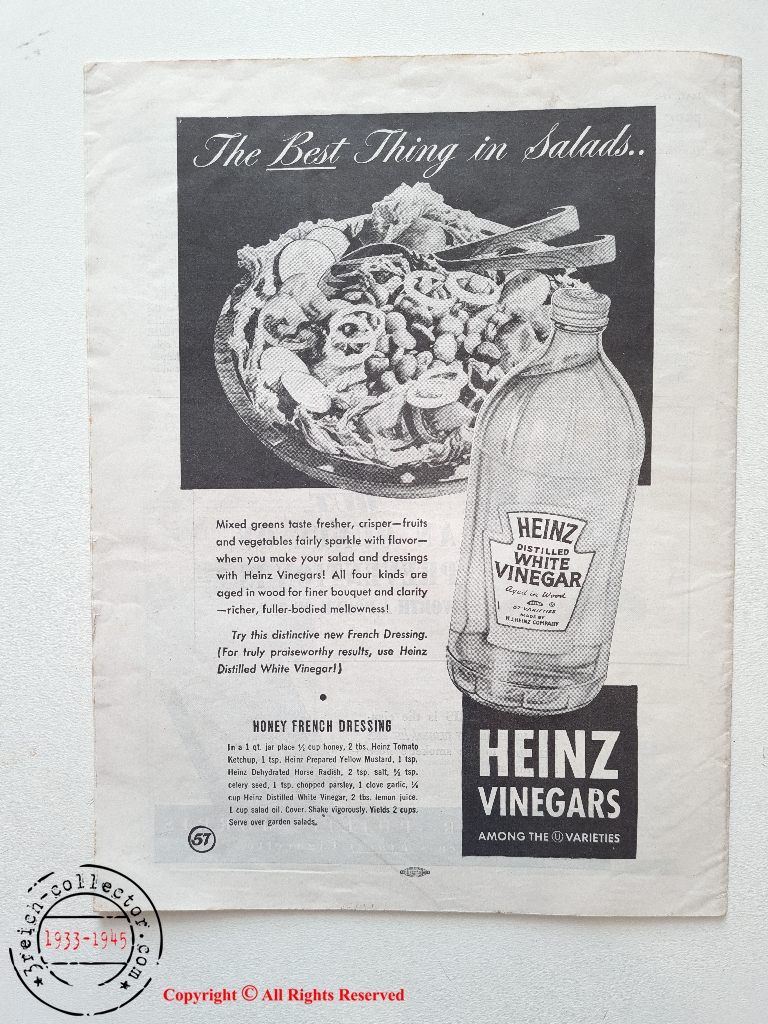 The Best Thing in Salads..
HEINZ
DISTILLED
WHITE
VINEGAR
Aged in Wood
57 VARIETIES
MADE BY
H.J. HEINZ COMPANY
Mixed greens taste fresher, crisper—fruits
and vegetables fairly sparkle with flavor—
when you make your salad and dressings
with Heinz Vinegars! All four kinds are
aged in wood for finer bouquet and clarity
—richer, fuller-bodied mellowness!
Try this distinctive new French Dressing.
(For truly praiseworthy results, use Heinz
Distilled White Vinegar!)
HONEY FRENCH DRESSING
In a 1 qt. jar place ½ cup honey, 2 tbs. Heinz Tomato
Ketchup, 1 tsp. Heinz Prepared Yellow Mustard, 1 tsp.
Heinz Dehydrated Horse Radish, 2 tsp. salt, ½ tsp.
celery seed, 1 tsp. chopped parsley, 1 clove garlic, ¼
cup Heinz Distilled White Vinegar, 2 tbs. lemon juice.
1 cup salad oil. Cover. Shake vigorously. Yields 2 cups.
Serve over garden salads.
57
HEINZ
VINEGARS
AMONG THE Ⓤ VARIETIES
3reich-collector.com
1933-1945
Copyright © All Rights Reserved